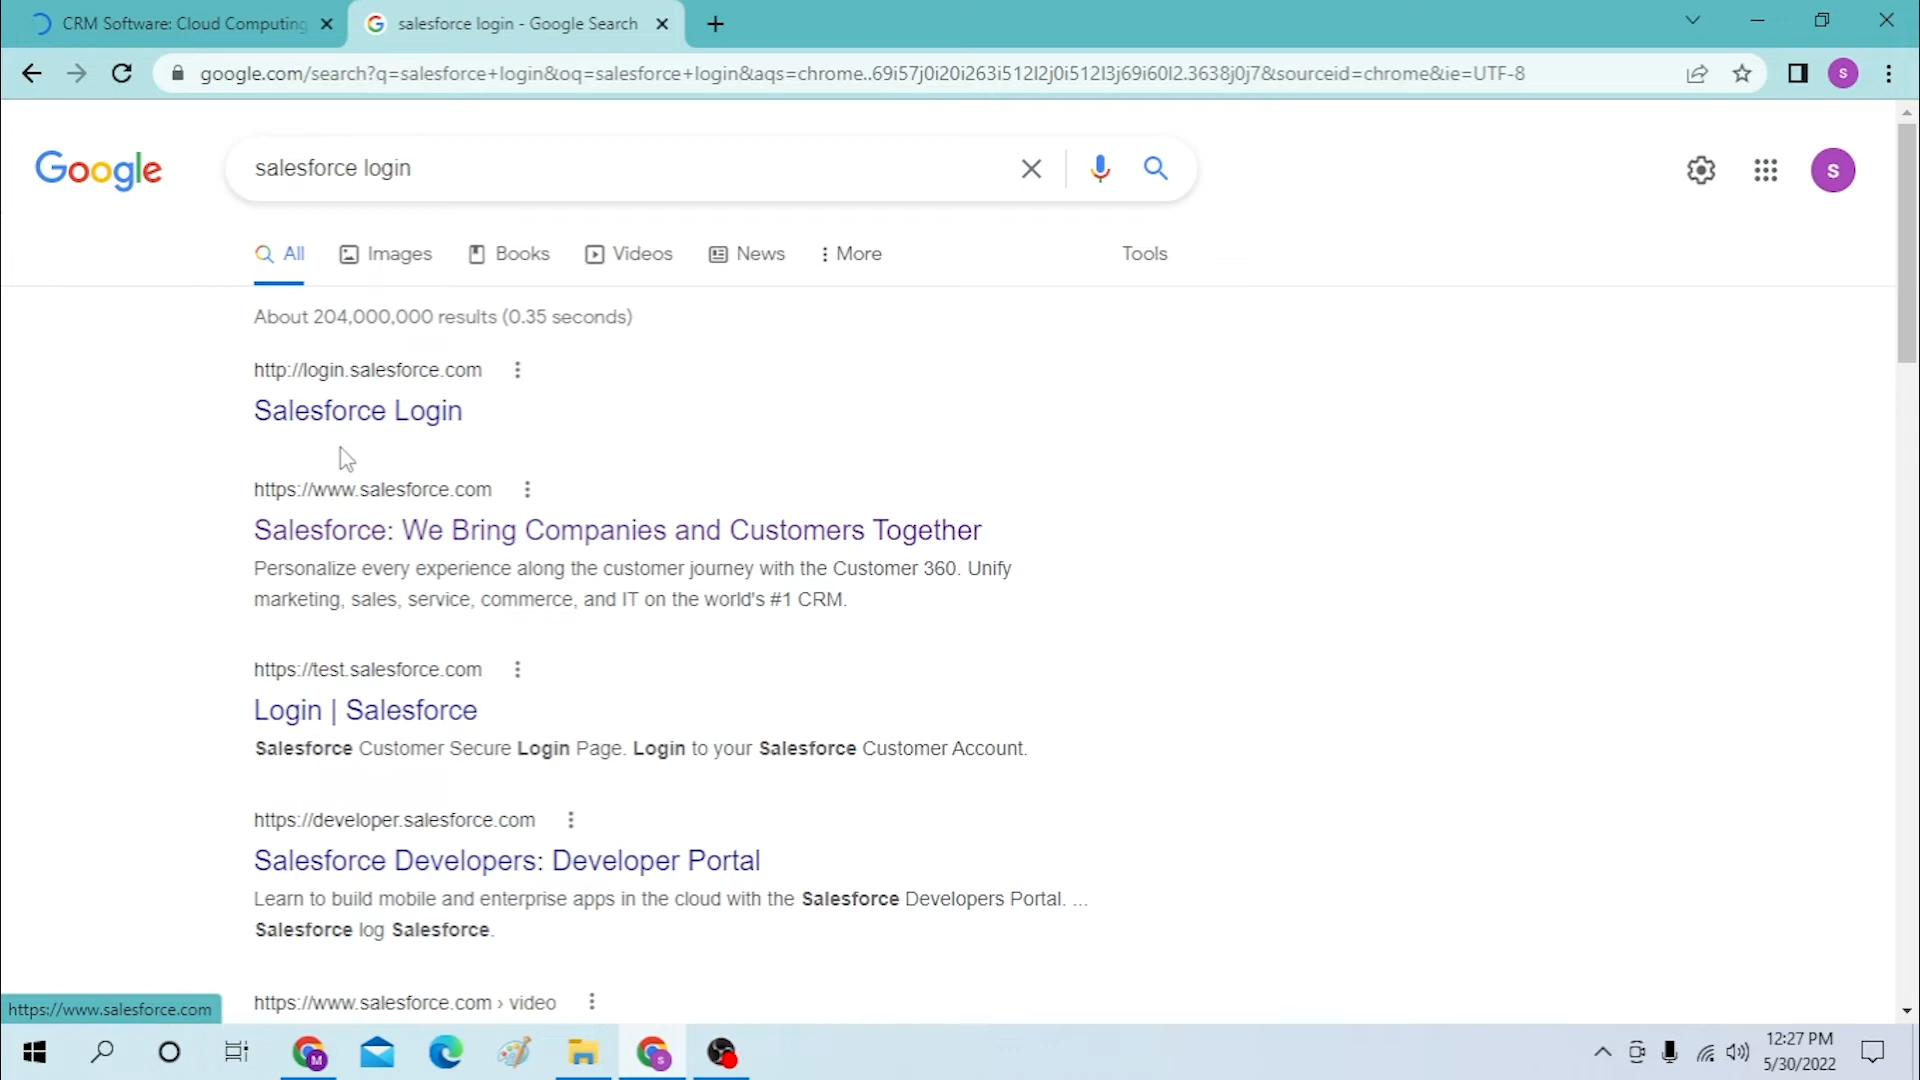 CRM Software: Cloud Computing
salesforce login - Google Search
google.com/search?q=salesforce+login&oq=salesforce+login&aqs=chrome..69i57j0i20i263i512l2j0i512l3j69i60l2.3638j0j7&sourceid=chrome&ie=UTF-8
S
Google
salesforce login
S
All
Images
Books
Videos
News
More
Tools
About 204,000,000 results (0.35 seconds)
http://login.salesforce.com
Salesforce Login
https://www.salesforce.com
Salesforce: We Bring Companies and Customers Together
Personalize every experience along the customer journey with the Customer 360. Unify
marketing, sales, service, commerce, and IT on the world's #1 CRM.
https://test.salesforce.com
Login | Salesforce
Salesforce Customer Secure Login Page. Login to your Salesforce Customer Account.
https://developer.salesforce.com
Salesforce Developers: Developer Portal
Learn to build mobile and enterprise apps in the cloud with the Salesforce Developers Portal. ...
Salesforce log Salesforce.
https://www.salesforce.com › video
https://www.salesforce.com
M
S
12:27 PM
5/30/2022